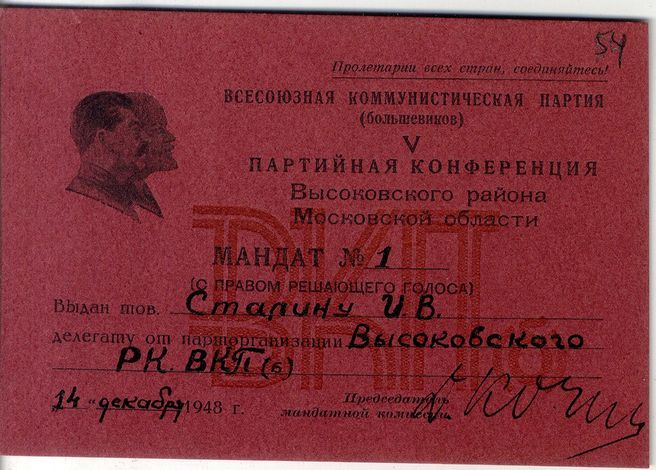 54
Пролетарии всех стран, соединяйтесь!
ВСЕСОЮЗНАЯ КОММУНИСТИЧЕСКАЯ ПАРТИЯ
(большевиков)
V
ПАРТИЙНАЯ КОНФЕРЕНЦИЯ
Высоковского района
Московской области
МАНДАТ № 1
(С ПРАВОМ РЕШАЮЩЕГО ГОЛОСА)
Выдан тов. Сталину И.В.
делегату от парторганизации Высоковского
РК. ВКП(б)
14 "декабря 1948 г.
Председатель
мандатной комиссии
ВКП(б)